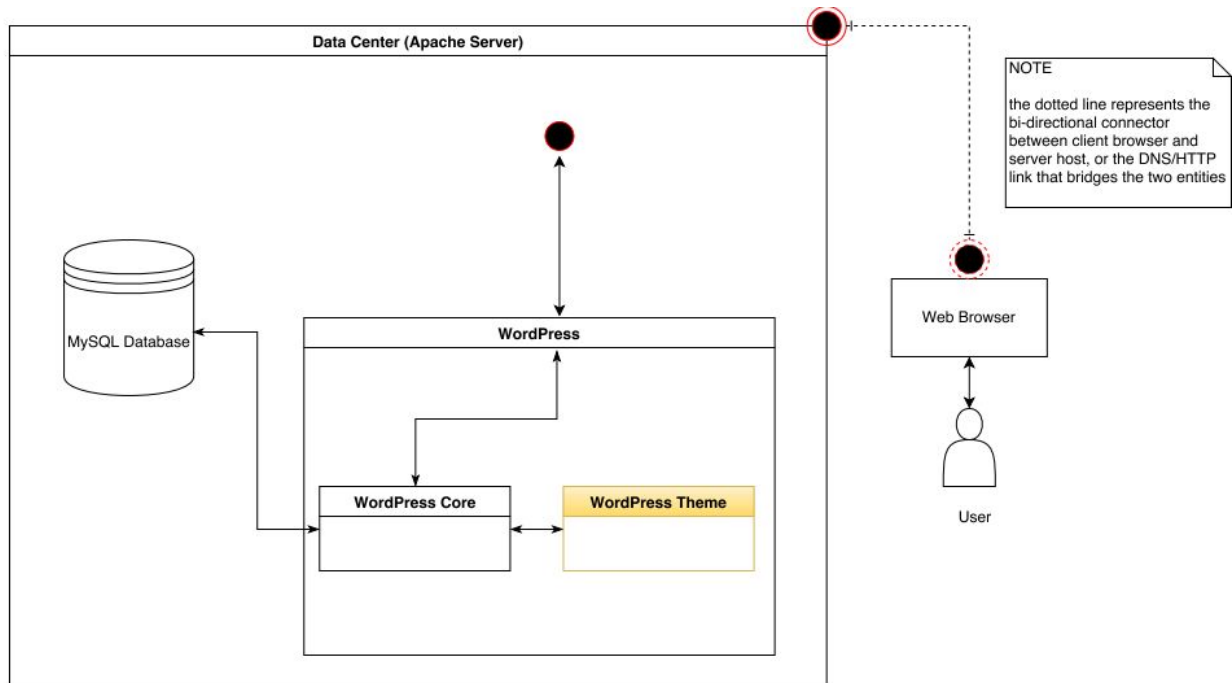 Data Center (Apache Server)
NOTE
the dotted line represents the
bi-directional connector
between client browser and
server host, or the DNS/HTTP
link that bridges the two entities
MySQL Database
WordPress
Web Browser
WordPress Core
WordPress Theme
User